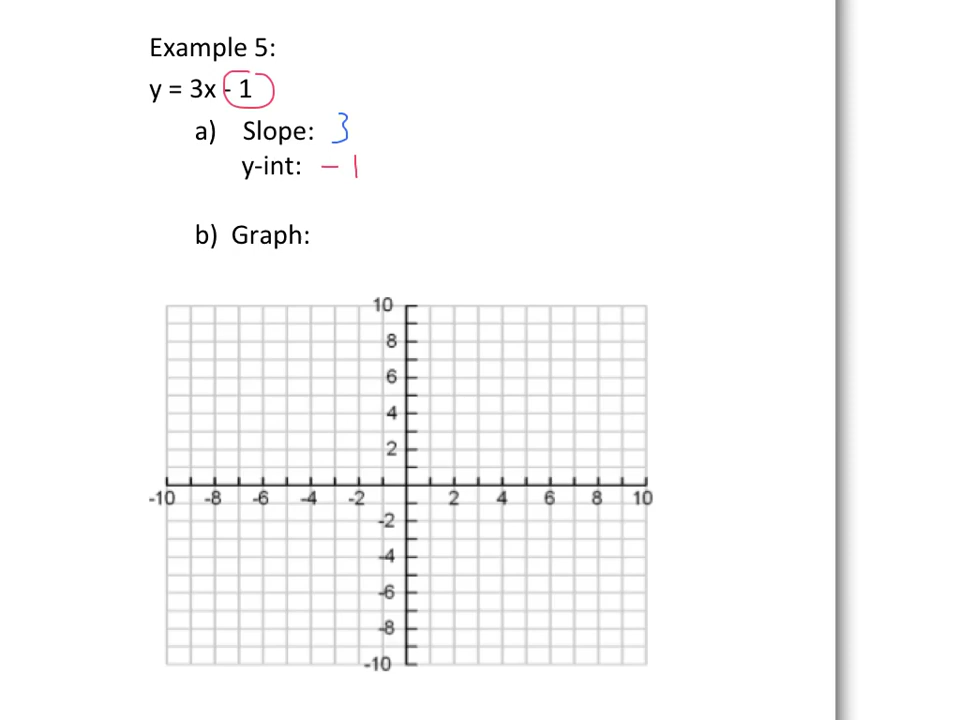 Example 5:
y = 3x - 1
a) Slope: 3
y-int: - 1
b) Graph:
10
8
6
4
2
-10 -8 -6 -4 -2 2 4 6 8 10
-2
-4
-6
-8
-10